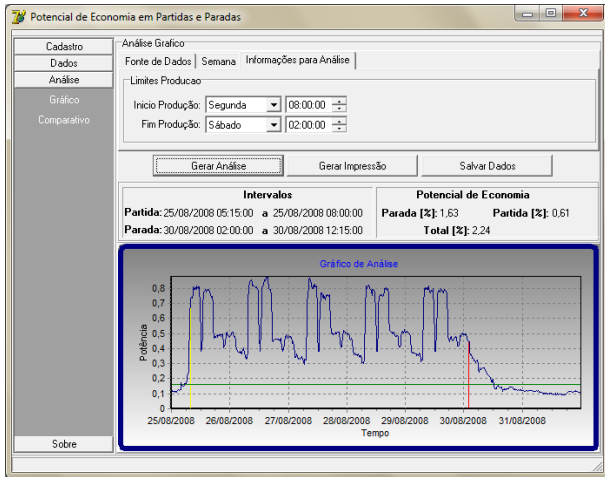 Potencial de Economia em Partidas e Paradas
Cadastro
Dados
Análise
Gráfico
Comparativo
Sobre
Análise Grafico
Fonte de Dados Semana Informações para Análise
Limites Producao
Inicio Produção: Segunda 08:00:00
Fim Produção: Sábado 02:00:00
Gerar Análise Gerar Impressão Salvar Dados
Intervalos
Partida: 25/08/2008 05:15:00 a 25/08/2008 08:00:00
Parada: 30/08/2008 02:00:00 a 30/08/2008 12:15:00
Potencial de Economia
Parada [%]: 1,63 Partida [%]: 0,61
Total [%]: 2,24
Gráfico de Análise
Potência
0,8
0,7
0,6
0,5
0,4
0,3
0,2
0,1
0
25/08/2008 26/08/2008 27/08/2008 28/08/2008 29/08/2008 30/08/2008 31/08/2008
Tempo